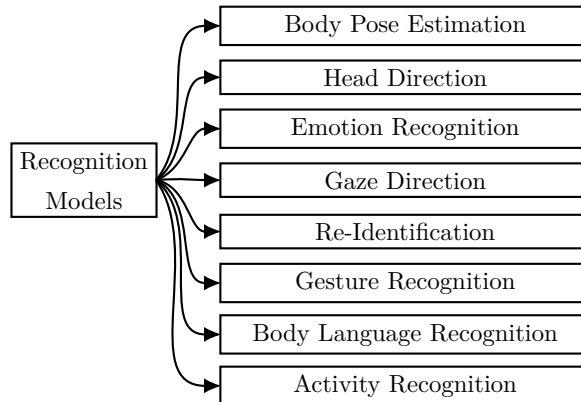 Body Pose Estimation
Head Direction
Emotion Recognition
Recognition
Models
Gaze Direction
Re-Identification
Gesture Recognition
Body Language Recognition
Activity Recognition